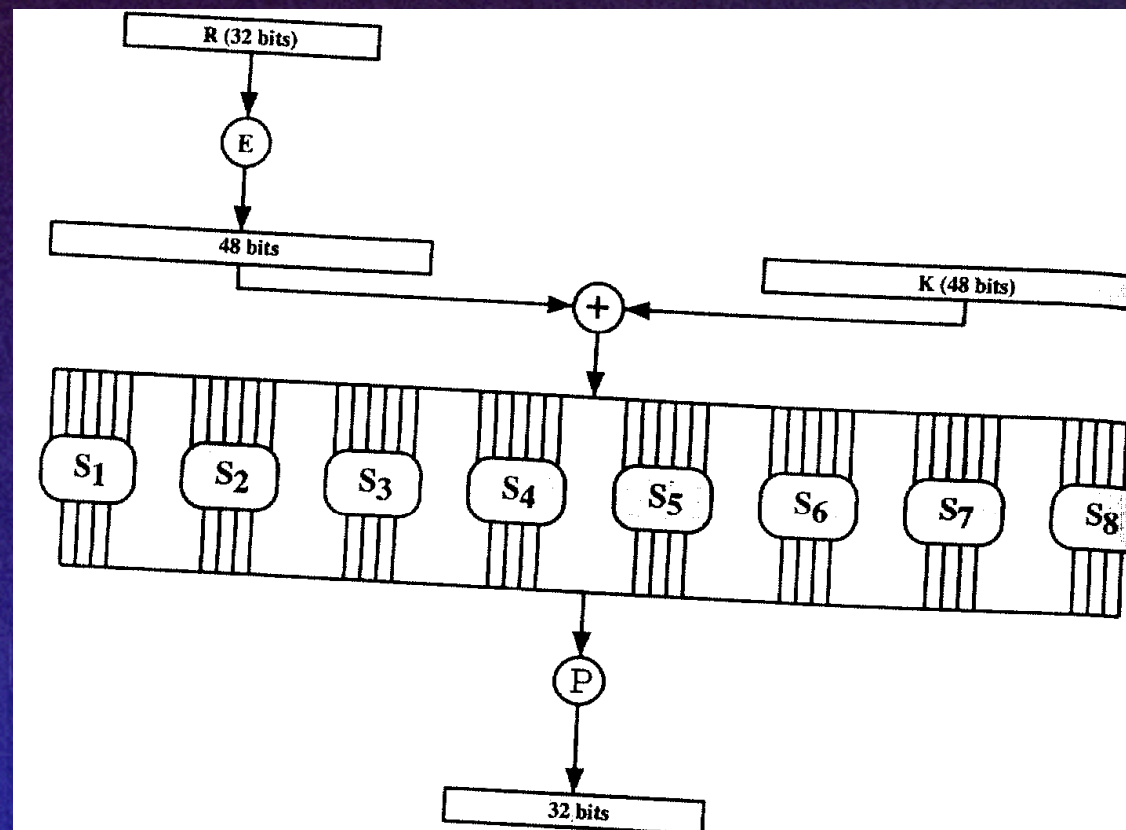 R (32 bits)
E
48 bits
K (48 bits)
+
S1 S2 S3 S4 S5 S6 S7 S8
P
32 bits